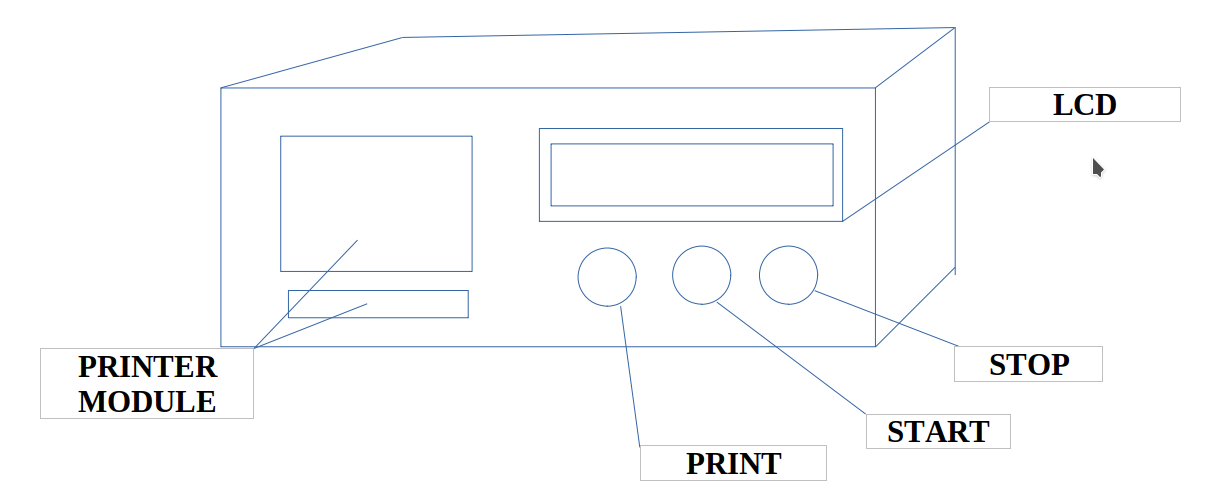 LCD
PRINTER
MODULE
STOP
START
PRINT